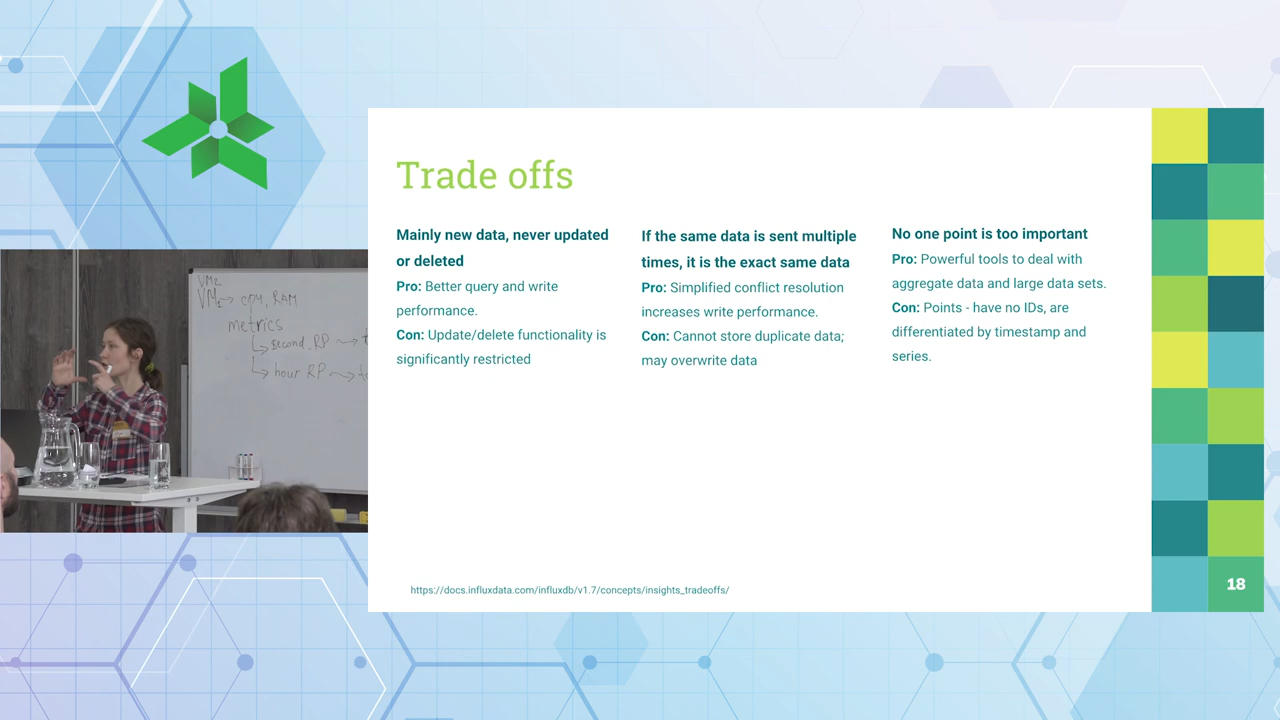 Trade offs
Mainly new data, never updated
or deleted
Pro: Better query and write
performance.
Con: Update/delete functionality is
significantly restricted
If the same data is sent multiple
times, it is the exact same data
Pro: Simplified conflict resolution
increases write performance.
Con: Cannot store duplicate data;
may overwrite data
No one point is too important
Pro: Powerful tools to deal with
aggregate data and large data sets.
Con: Points - have no IDs, are
differentiated by timestamp and
series.
https://docs.influxdata.com/influxdb/v1.7/concepts/insights_tradeoffs/
18
VM2
VM1 → CPU, RAM
metrics
second RP
hour RP